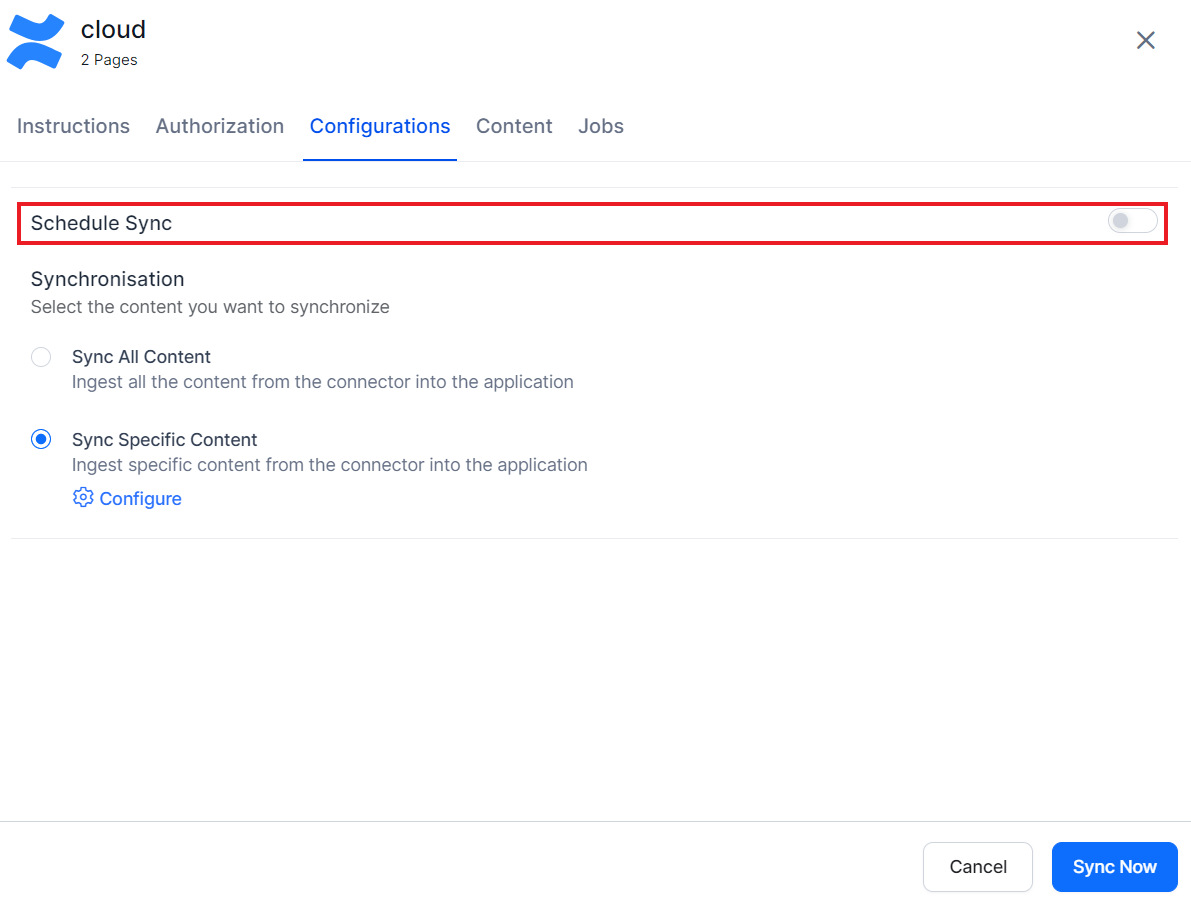 cloud
2 Pages
Instructions Authorization Configurations Content Jobs
Schedule Sync
Synchronisation
Select the content you want to synchronize
Sync All Content
Ingest all the content from the connector into the application
Sync Specific Content
Ingest specific content from the connector into the application
Configure
Cancel Sync Now